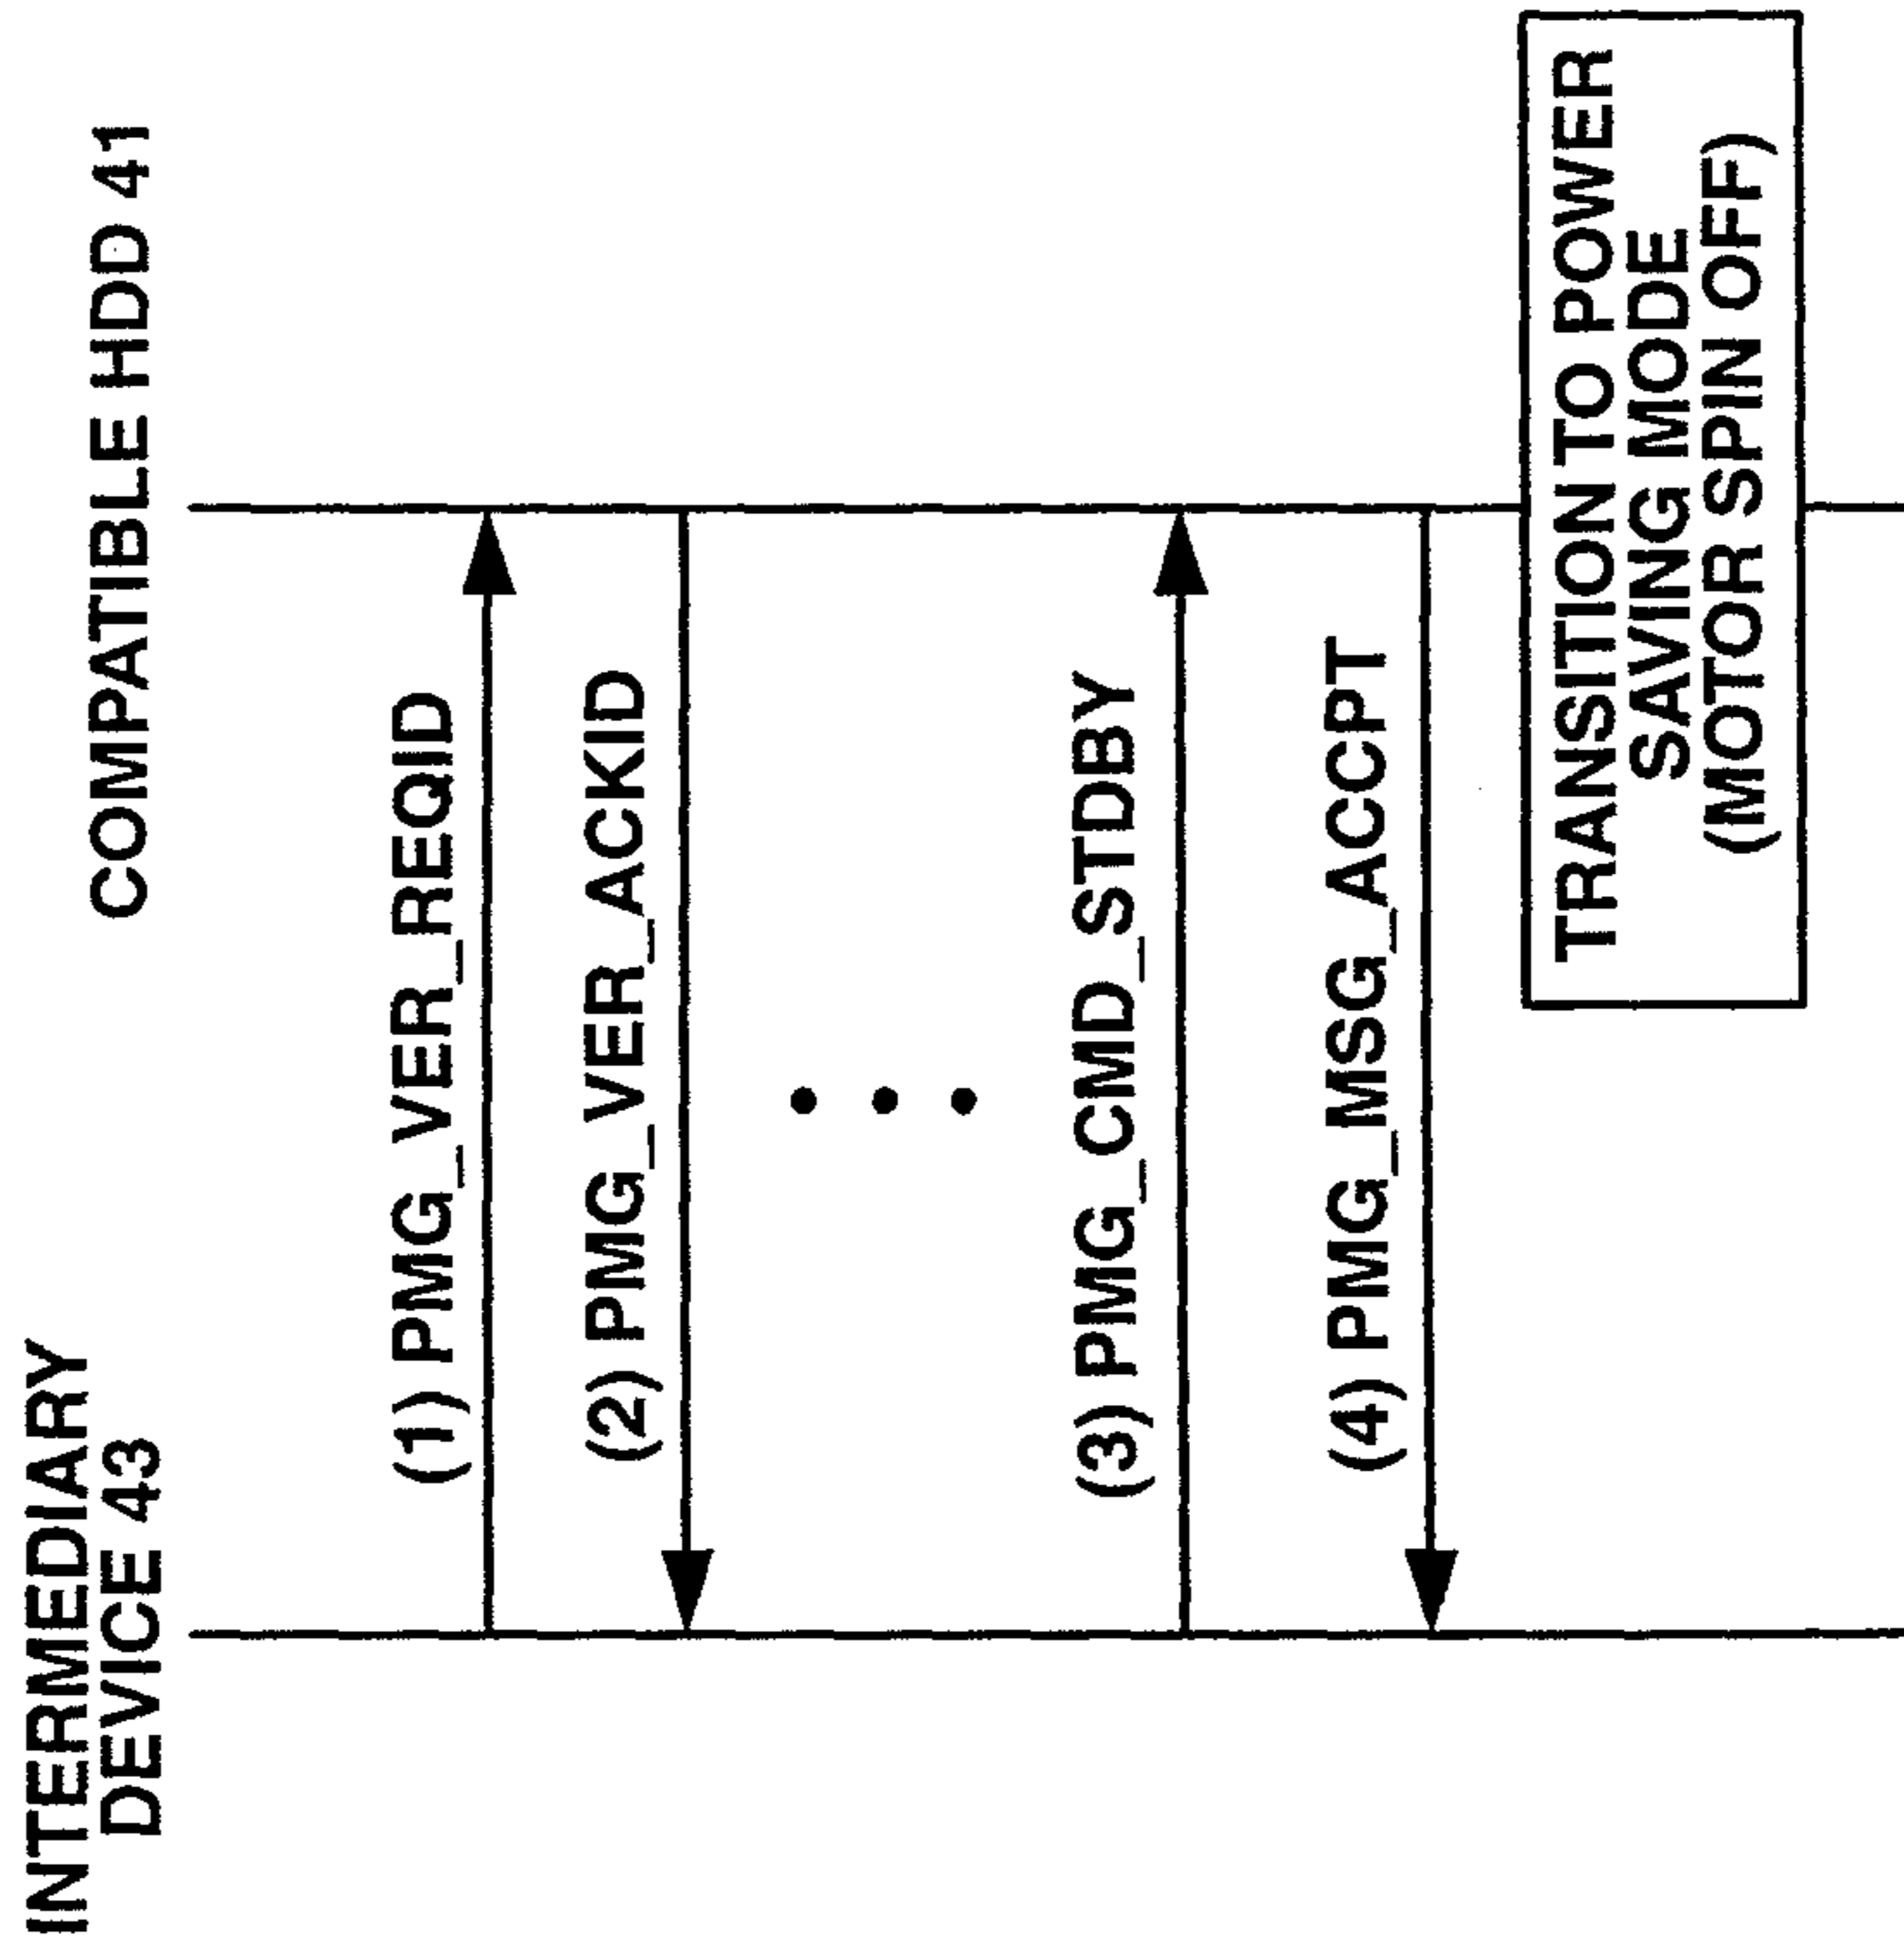 INTERMEDIARY
DEVICE 43
COMPATIBLE HDD 41
(1) PMG_VER_REQID
(2) PMG_VER_ACKID
(3) PMG_CMD_STDBY
(4) PMG_MSG_ACCPT
TRANSITION TO POWER
SAVING MODE
(MOTOR SPIN OFF)